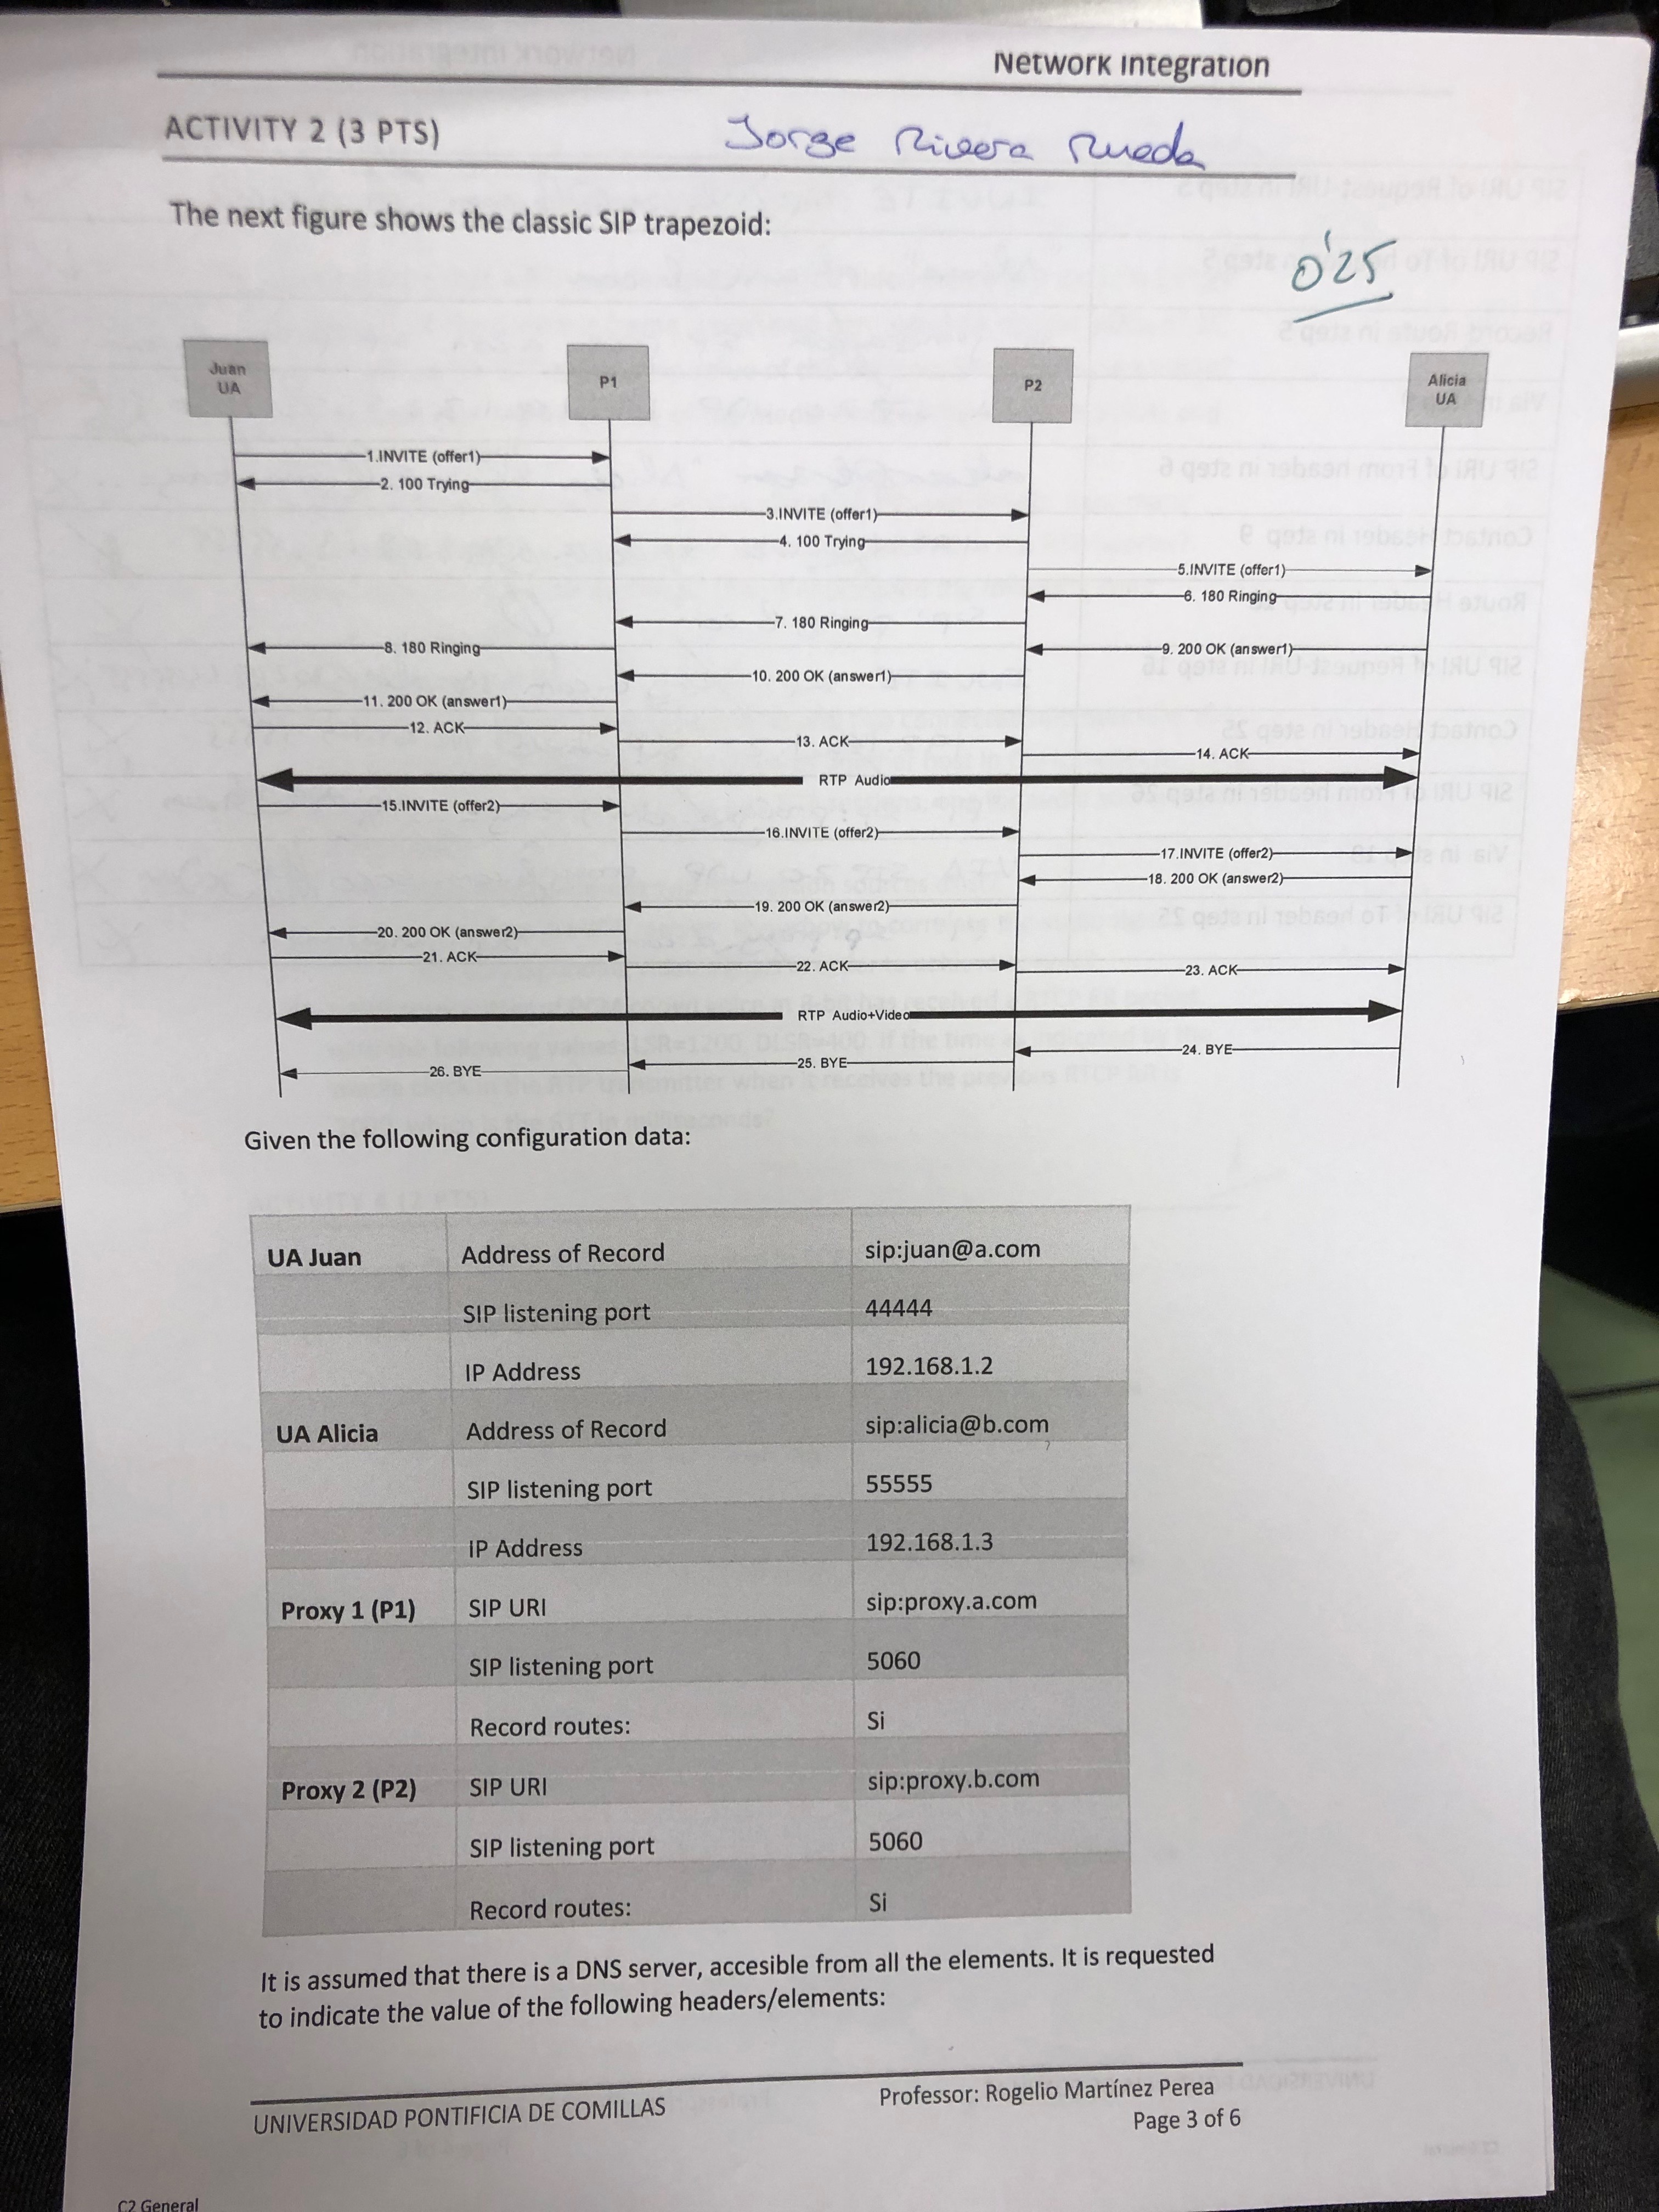 Network Integration
ACTIVITY 2 (3 PTS)
Jorge Rivera Rueda
The next figure shows the classic SIP trapezoid:
0'25
Juan UA
P1
P2
Alicia UA
1.INVITE (offer1)
2. 100 Trying
3.INVITE (offer1)
4. 100 Trying
5.INVITE (offer1)
6. 180 Ringing
7. 180 Ringing
8. 180 Ringing
9. 200 OK (answer1)
10. 200 OK (answer1)
11. 200 OK (answer1)
12. ACK
13. ACK
14. ACK
RTP Audio
15.INVITE (offer2)
16.INVITE (offer2)
17.INVITE (offer2)
18. 200 OK (answer2)
19. 200 OK (answer2)
20. 200 OK (answer2)
21. ACK
22. ACK
23. ACK
RTP Audio+Video
24. BYE
25. BYE
26. BYE
Given the following configuration data:
UA Juan Address of Record sip:juan@a.com
SIP listening port 44444
IP Address 192.168.1.2
UA Alicia Address of Record sip:alicia@b.com
SIP listening port 55555
IP Address 192.168.1.3
Proxy 1 (P1) SIP URI sip:proxy.a.com
SIP listening port 5060
Record routes: Si
Proxy 2 (P2) SIP URI sip:proxy.b.com
SIP listening port 5060
Record routes: Si
It is assumed that there is a DNS server, accesible from all the elements. It is requested
to indicate the value of the following headers/elements:
UNIVERSIDAD PONTIFICIA DE COMILLAS
Professor: Rogelio Martínez Perea
Page 3 of 6
C2 General